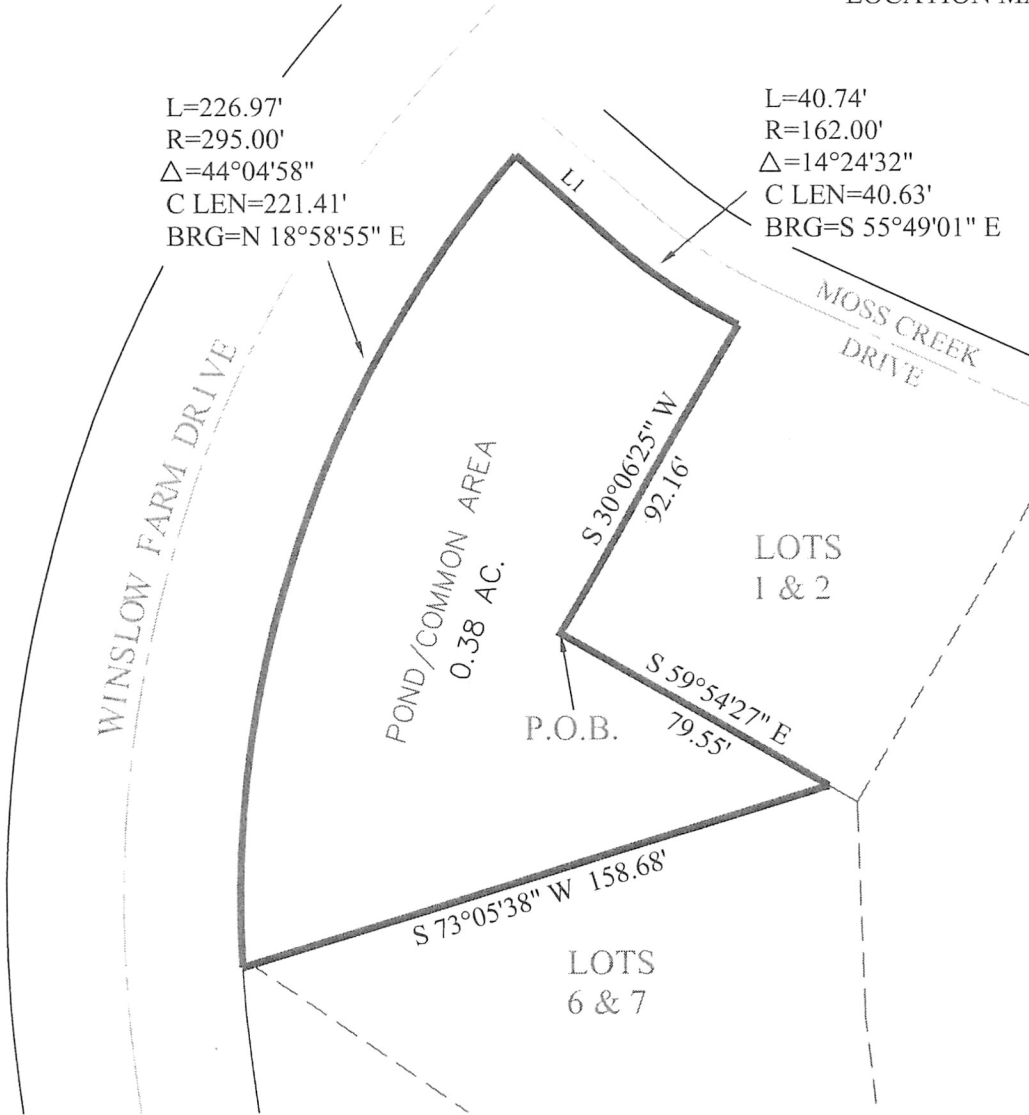 L=226.97'
R=295.00'
△=44°04'58"
C LEN=221.41'
BRG=N 18°58'55" E
L=40.74'
R=162.00'
△=14°24'32"
C LEN=40.63'
BRG=S 55°49'01" E
L1
MOSS CREEK
DRIVE
WINSLOW FARM DRIVE
S 30°06'25" W
92.16'
POND/COMMON AREA
0.38 AC.
LOTS
1 & 2
P.O.B.
S 59°54'27" E
79.55'
S 73°05'38" W 158.68'
LOTS
6 & 7